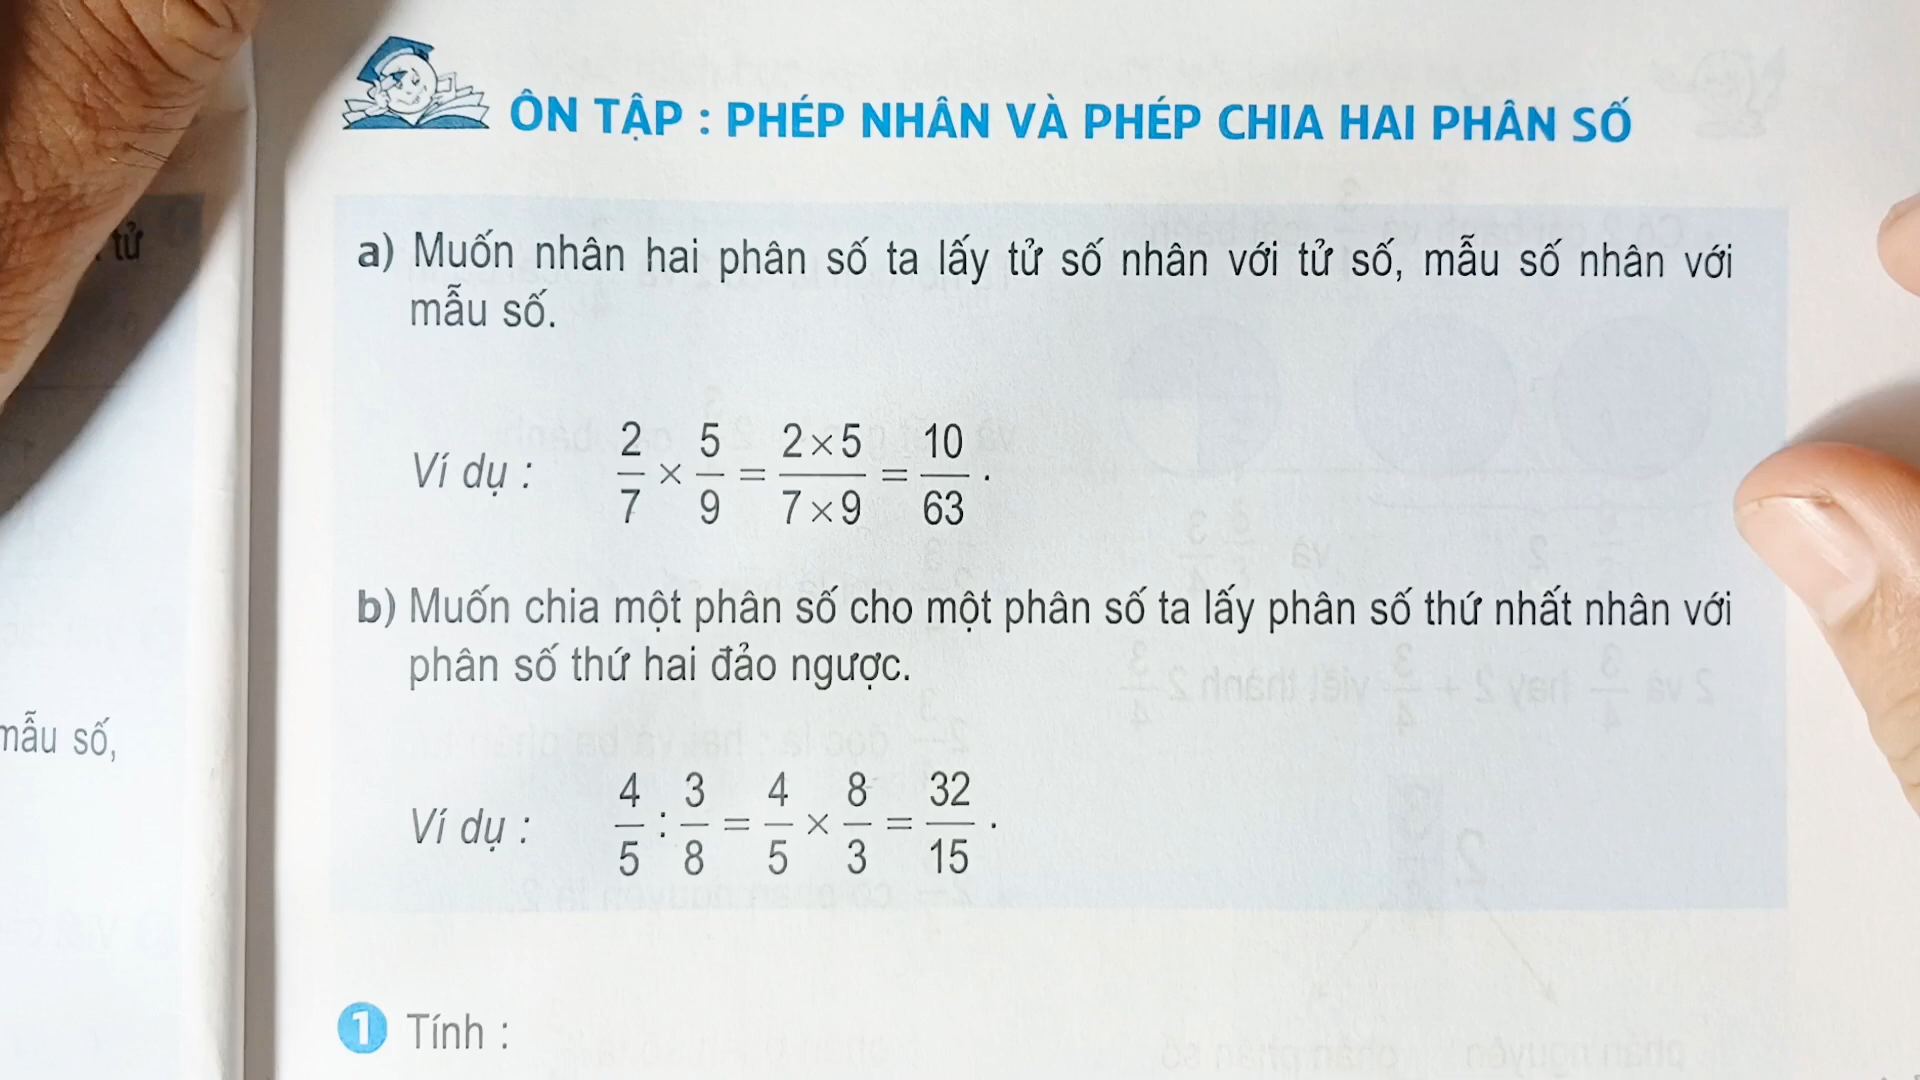 ÔN TẬP : PHÉP NHÂN VÀ PHÉP CHIA HAI PHÂN SỐ
tử
a) Muốn nhân hai phân số ta lấy tử số nhân với tử số, mẫu số nhân với
mẫu số.
Ví dụ : 2/7 × 5/9 = 2×5/7×9 = 10/63 .
b) Muốn chia một phân số cho một phân số ta lấy phân số thứ nhất nhân với
phân số thứ hai đảo ngược.
mẫu số,
Ví dụ : 4/5 : 3/8 = 4/5 × 8/3 = 32/15 .
1 Tính :